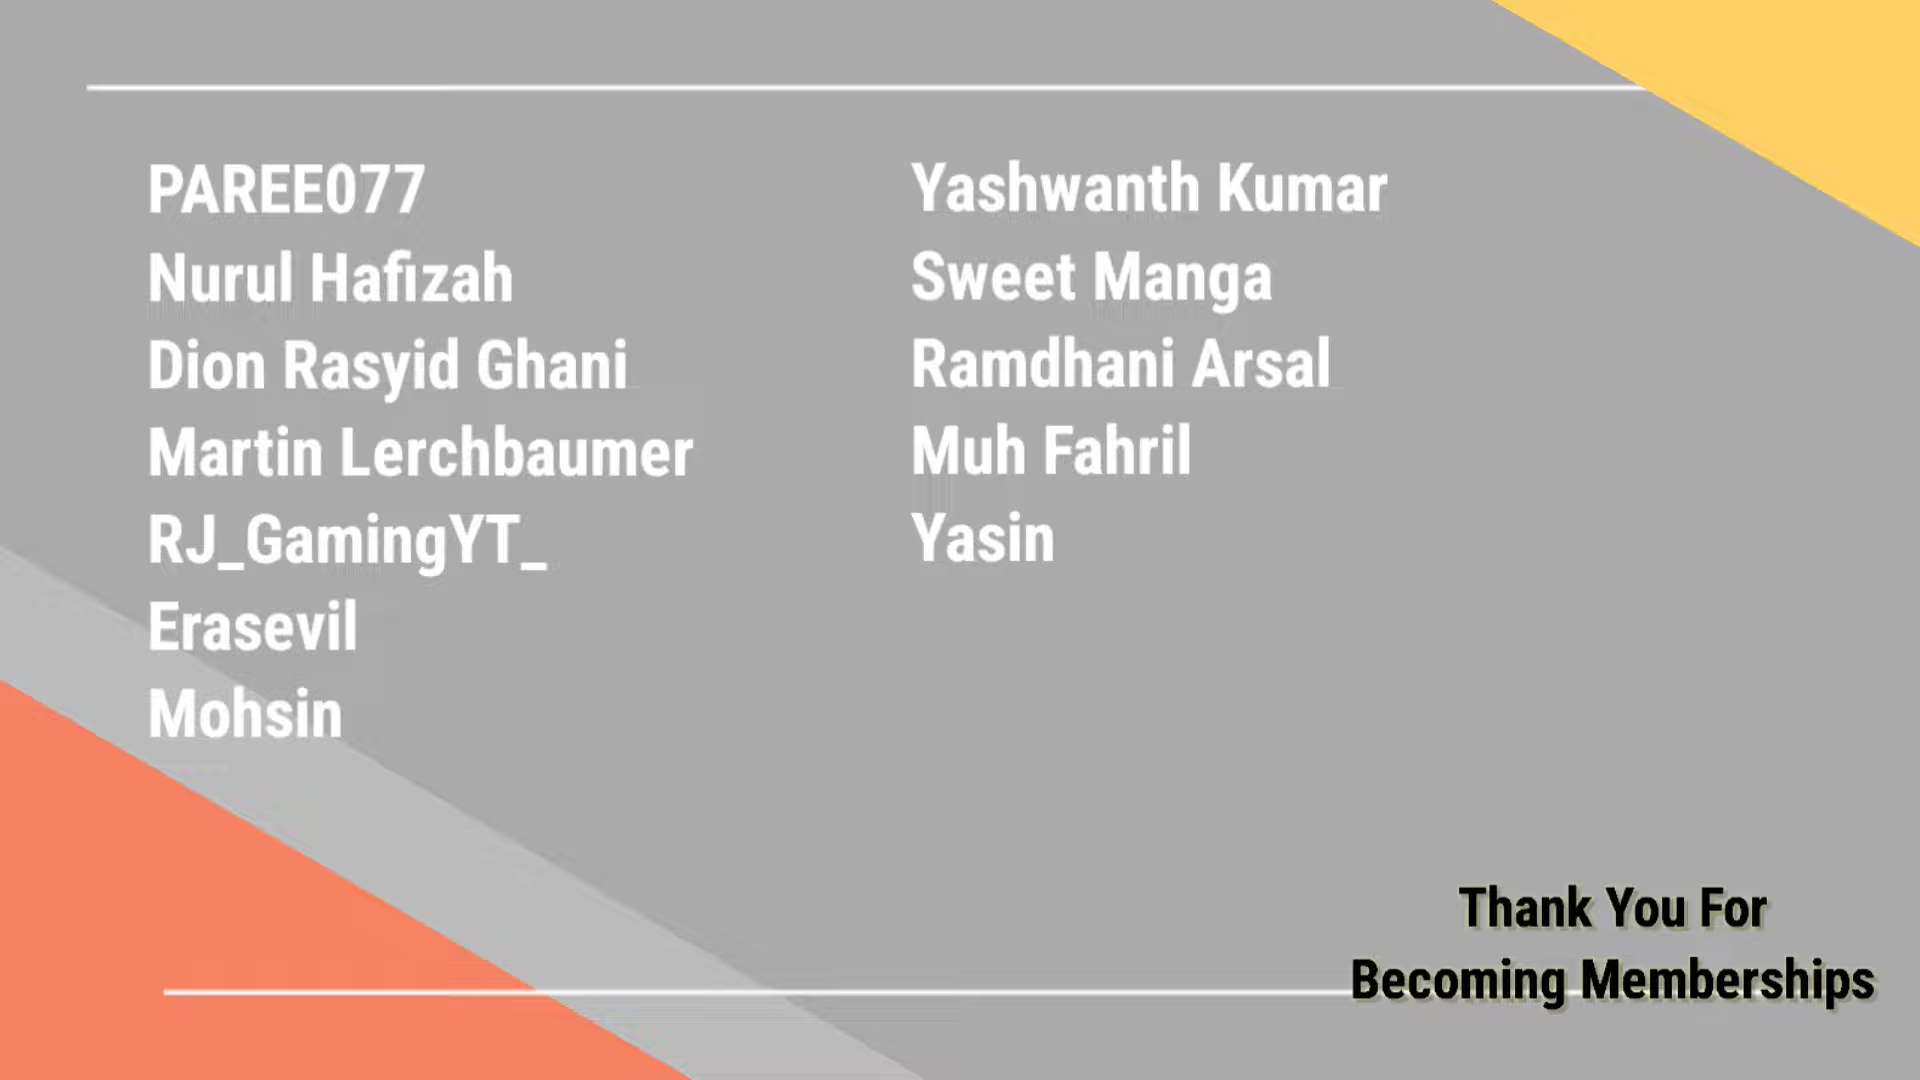 PAREE077
Nurul Hafizah
Dion Rasyid Ghani
Martin Lerchbaumer
RJ_GamingYT_
Erasevil
Mohsin
Yashwanth Kumar
Sweet Manga
Ramdhani Arsal
Muh Fahril
Yasin
Thank You For
Becoming Memberships